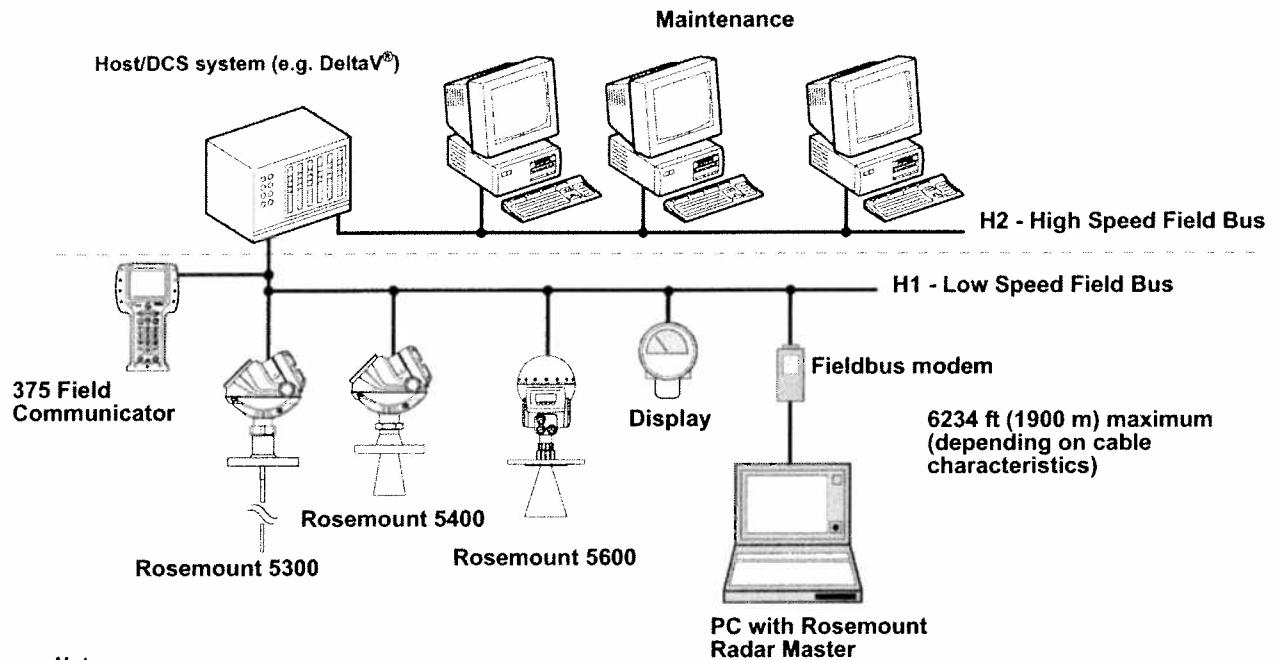 Maintenance
Host/DCS system (e.g. DeltaV®)
H2 - High Speed Field Bus
H1 - Low Speed Field Bus
375 Field
Communicator
Fieldbus modem
Display
6234 ft (1900 m) maximum
(depending on cable
characteristics)
Rosemount 5400
Rosemount 5600
Rosemount 5300
PC with Rosemount
Radar Master